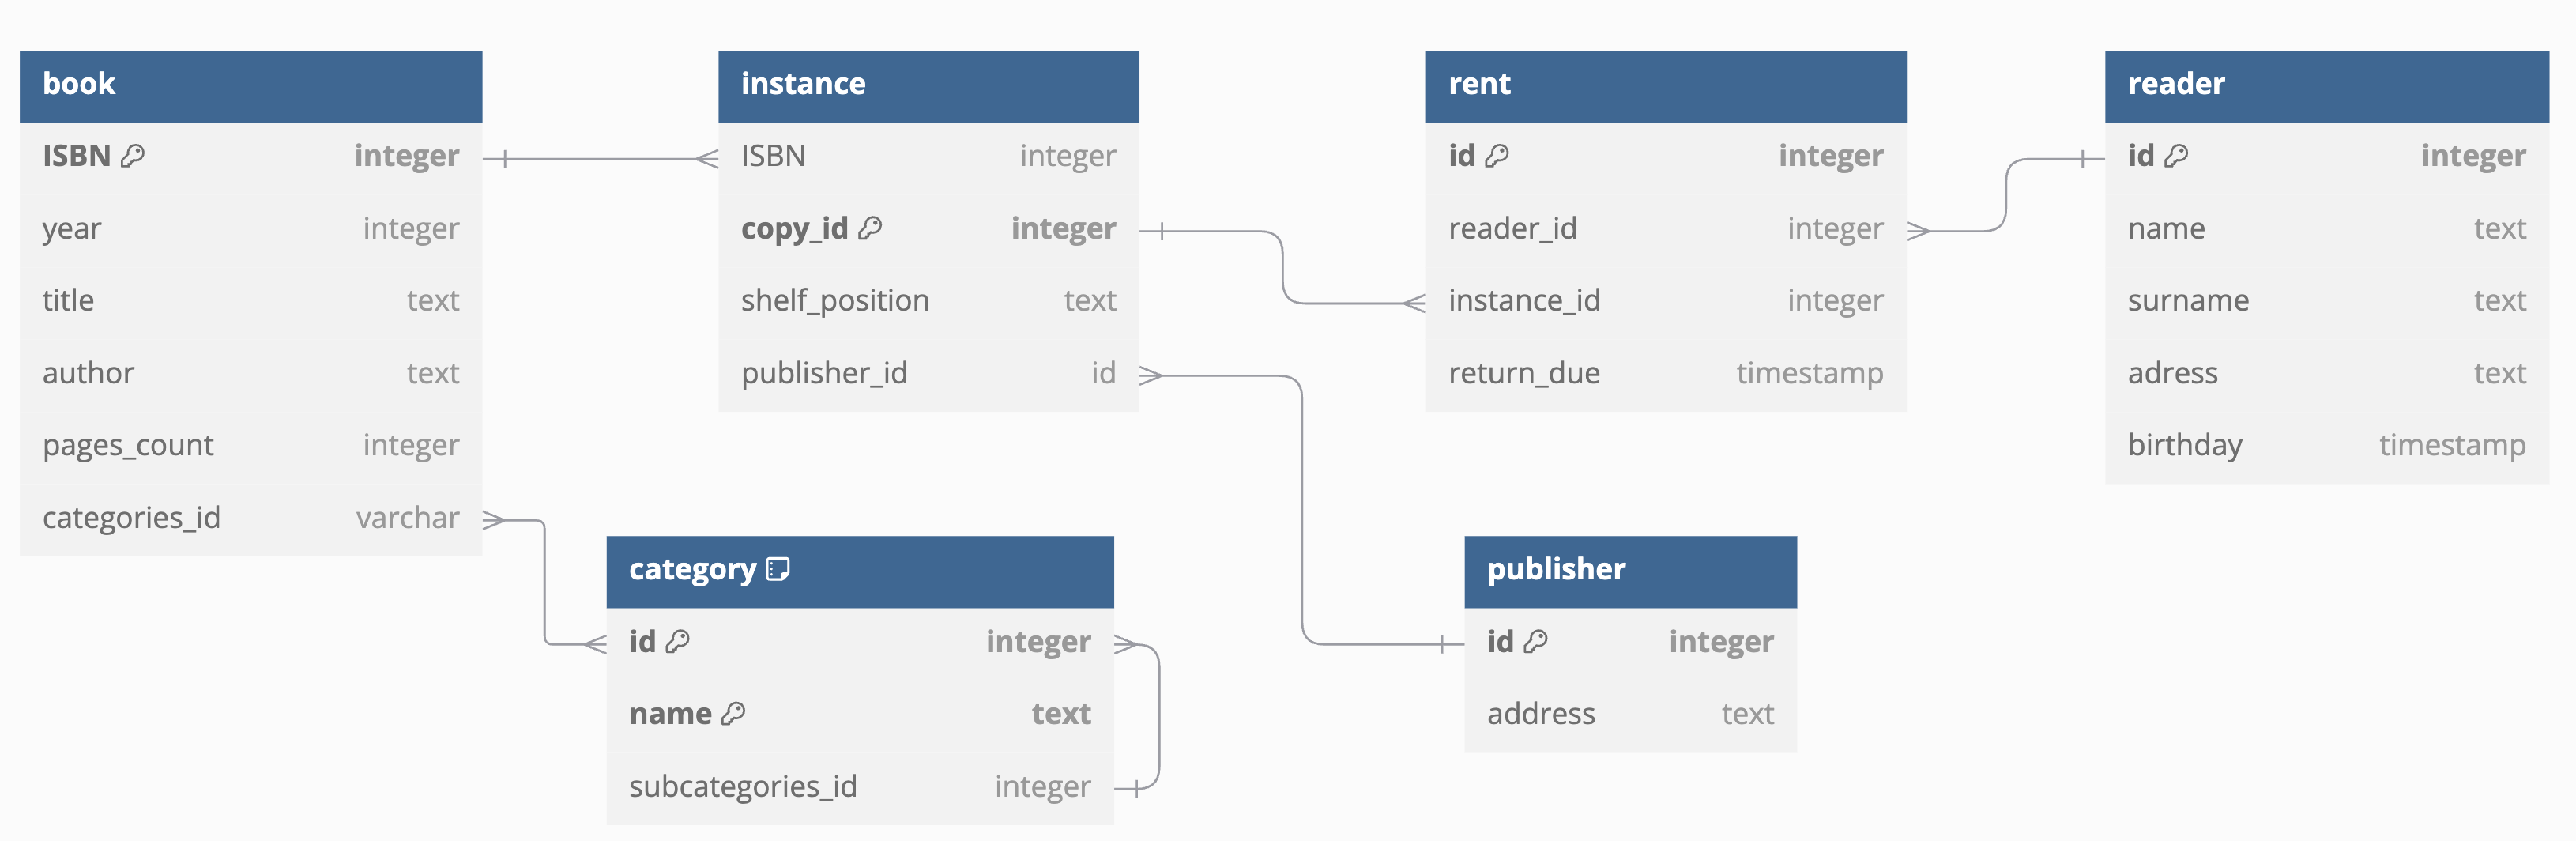 book
ISBN integer
year integer
title text
author text
pages_count integer
categories_id varchar
instance
ISBN integer
copy_id integer
shelf_position text
publisher_id id
rent
id integer
reader_id integer
instance_id integer
return_due timestamp
reader
id integer
name text
surname text
adress text
birthday timestamp
category
id integer
name text
subcategories_id integer
publisher
id integer
address text